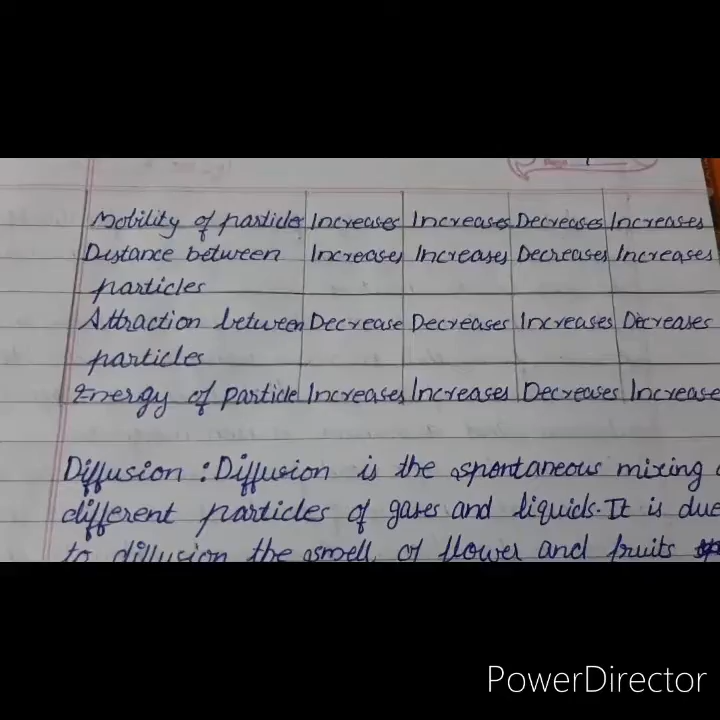 Mobility of particle Increases Increases Decreases Increases
Distance between Increases Increases Decreases Increases
particles
Attraction between Decrease Decreases Increases Decreases
particles
Energy of particle Increases Increases Decreases Increase
Diffusion : Diffusion is the spontaneous mixing
different particles of gases and liquids. It is due
to diffusion the smell of flower and fruits
PowerDirector